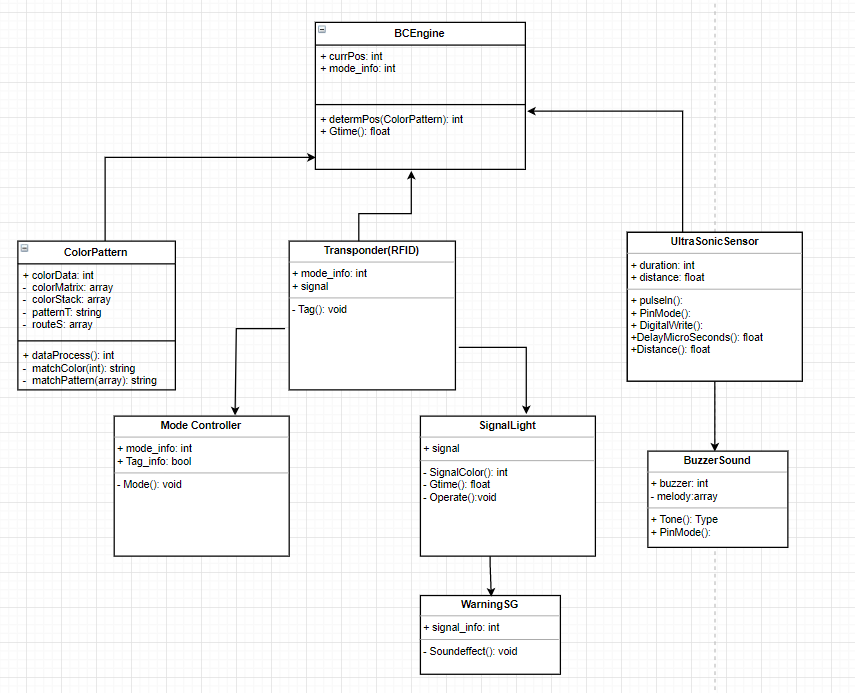 BCEngine
+ currPos: int
+ mode_info: int
+ determPos(ColorPattern): int
+ Gtime(): float
ColorPattern
+ colorData: int
- colorMatrix: array
- colorStack: array
- patternT: string
- routeS: array
+ dataProcess(): int
- matchColor(int): string
- matchPattern(array): string
Transponder(RFID)
+ mode_info: int
+ signal
- Tag(): void
UltraSonicSensor
+ duration: int
+ distance: float
+ pulseIn():
+ PinMode():
+ DigitalWrite():
+DelayMicroSeconds(): float
+Distance(): float
Mode Controller
+ mode_info: int
+ Tag_info: bool
- Mode(): void
SignalLight
+ signal
- SignalColor(): int
- Gtime(): float
- Operate():void
BuzzerSound
+ buzzer: int
- melody:array
+ Tone(): Type
+ PinMode():
WarningSG
+ signal_info: int
- Soundeffect(): void